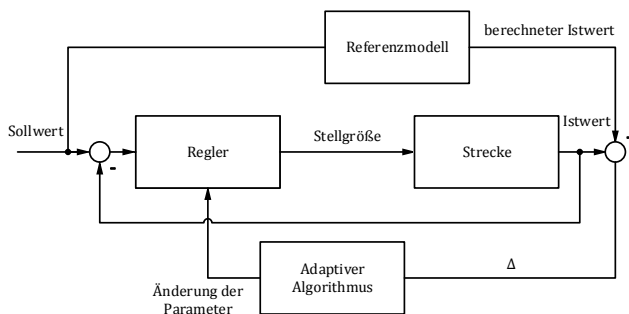 Referenzmodell
berechneter Istwert
Sollwert
Regler
Stellgröße
Strecke
Istwert
-
-
Änderung der
Parameter
Adaptiver
Algorithmus
Δ